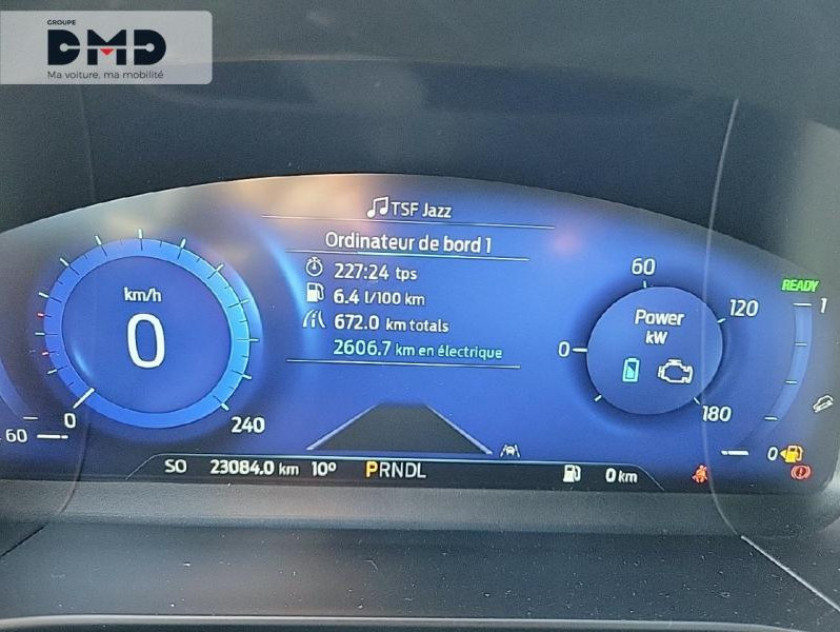 GROUPE
DMD
Ma voiture, ma mobilité
TSF Jazz
Ordinateur de bord 1
227:24 tps
6.4 l/100 km
672.0 km totals
2606.7 km en électrique
km/h
0
0
240
60
60
120
180
0
Power
kW
READY
1
0
SO 23084.0 km 10° PRNDL 0 km